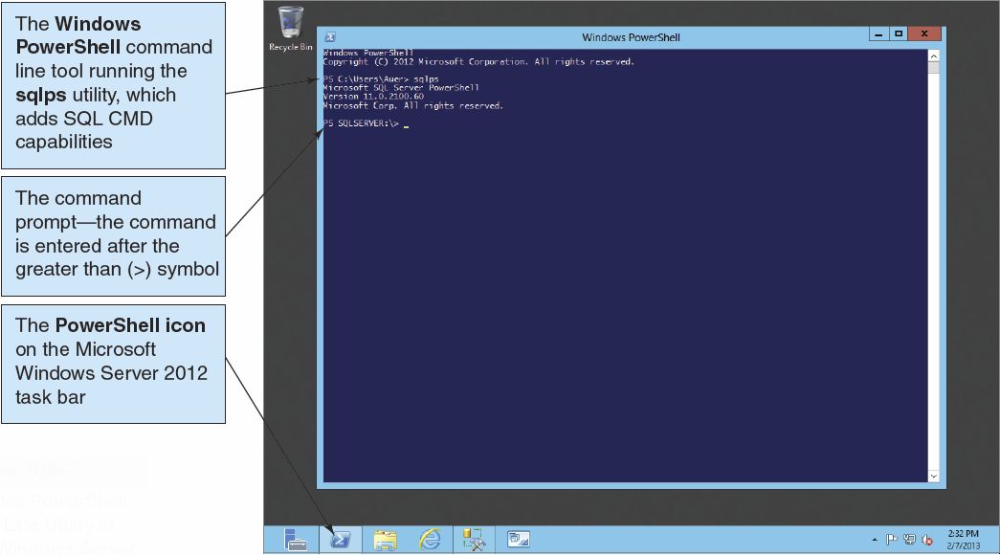 The Windows
PowerShell command
line tool running the
sqlps utility, which
adds SQL CMD
capabilities
The command
prompt—the command
is entered after the
greater than (>) symbol
The PowerShell icon
on the Microsoft
Windows Server 2012
task bar
Recycle Bin
Windows PowerShell
Windows PowerShell
Copyright (C) 2012 Microsoft Corporation. All rights reserved.
PS C:\Users\Auer> sqlps
Microsoft SQL Server PowerShell
Version 11.0.2100.60
Microsoft Corp. All rights reserved.
PS SQLSERVER:\> _
2:32 PM
2/7/2013
ws PowerShell
Line Utility in
Windows Server